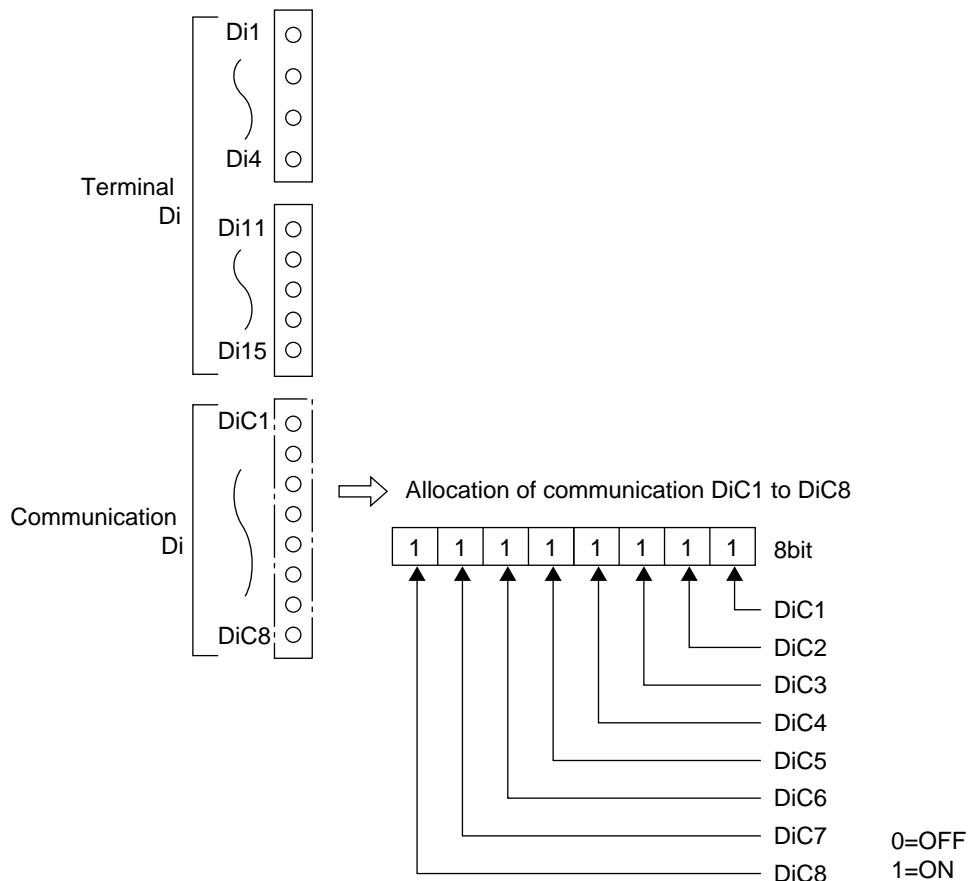 Di1
Di4
Terminal
Di
Di11
Di15
DiC1
Communication
Di
DiC8
Allocation of communication DiC1 to DiC8
1 1 1 1 1 1 1 1 8bit
DiC1
DiC2
DiC3
DiC4
DiC5
DiC6
DiC7
DiC8
0=OFF
1=ON